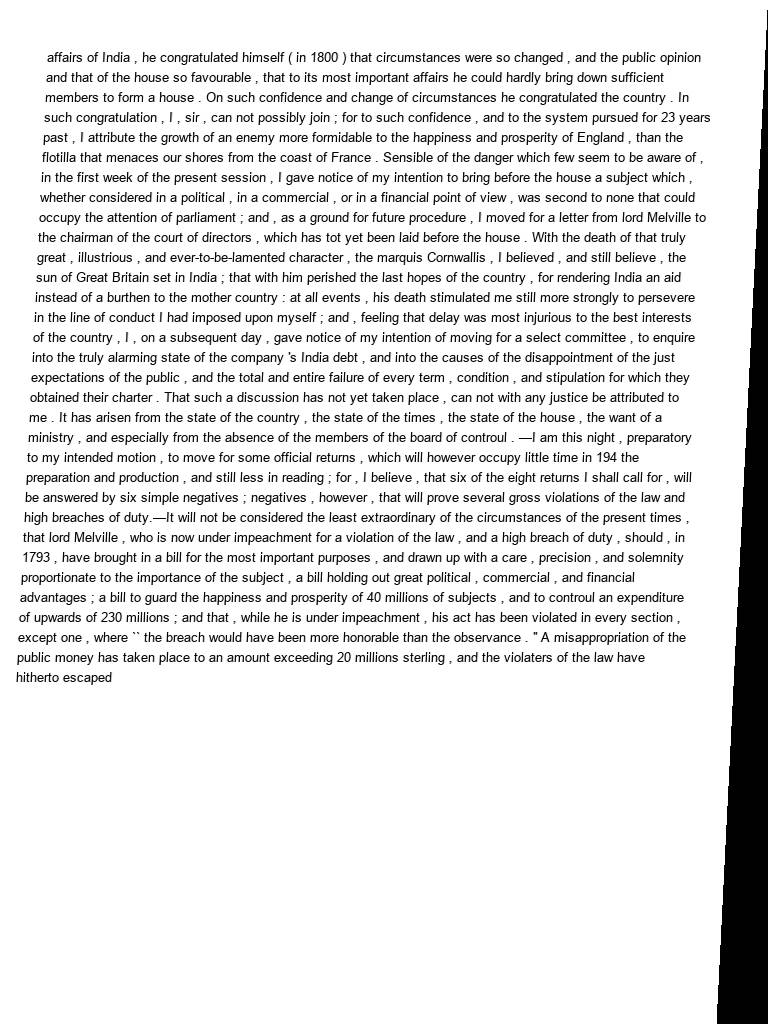 affairs of India , he congratulated himself ( in 1800 ) that circumstances were so changed , and the public opinion
and that of the house so favourable , that to its most important affairs he could hardly bring down sufficient
members to form a house . On such confidence and change of circumstances he congratulated the country . In
such congratulation , I , sir , can not possibly join ; for to such confidence , and to the system pursued for 23 years
past , I attribute the growth of an enemy more formidable to the happiness and prosperity of England , than the
flotilla that menaces our shores from the coast of France . Sensible of the danger which few seem to be aware of ,
in the first week of the present session , I gave notice of my intention to bring before the house a subject which ,
whether considered in a political , in a commercial , or in a financial point of view , was second to none that could
occupy the attention of parliament ; and , as a ground for future procedure , I moved for a letter from lord Melville to
the chairman of the court of directors , which has tot yet been laid before the house . With the death of that truly
great , illustrious , and ever-to-be-lamented character , the marquis Cornwallis , I believed , and still believe , the
sun of Great Britain set in India ; that with him perished the last hopes of the country , for rendering India an aid
instead of a burthen to the mother country : at all events , his death stimulated me still more strongly to persevere
in the line of conduct I had imposed upon myself ; and , feeling that delay was most injurious to the best interests
of the country , I , on a subsequent day , gave notice of my intention of moving for a select committee , to enquire
into the truly alarming state of the company 's India debt , and into the causes of the disappointment of the just
expectations of the public , and the total and entire failure of every term , condition , and stipulation for which they
obtained their charter . That such a discussion has not yet taken place , can not with any justice be attributed to
me . It has arisen from the state of the country , the state of the times , the state of the house , the want of a
ministry , and especially from the absence of the members of the board of controul . —I am this night , preparatory
to my intended motion , to move for some official returns , which will however occupy little time in 194 the
preparation and production , and still less in reading ; for , I believe , that six of the eight returns I shall call for , will
be answered by six simple negatives ; negatives , however , that will prove several gross violations of the law and
high breaches of duty.—It will not be considered the least extraordinary of the circumstances of the present times ,
that lord Melville , who is now under impeachment for a violation of the law , and a high breach of duty , should , in
1793 , have brought in a bill for the most important purposes , and drawn up with a care , precision , and solemnity
proportionate to the importance of the subject , a bill holding out great political , commercial , and financial
advantages ; a bill to guard the happiness and prosperity of 40 millions of subjects , and to controul an expenditure
of upwards of 230 millions ; and that , while he is under impeachment , his act has been violated in every section ,
except one , where `` the breach would have been more honorable than the observance . " A misappropriation of the
public money has taken place to an amount exceeding 20 millions sterling , and the violaters of the law have
hitherto escaped